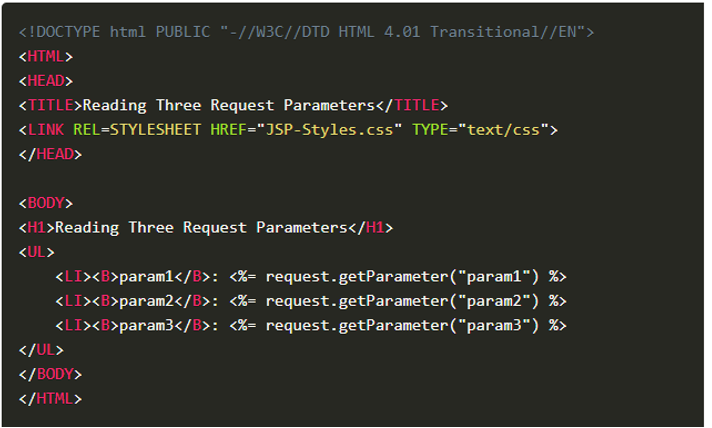 <!DOCTYPE html PUBLIC "-//W3C//DTD HTML 4.01 Transitional//EN">
<HTML>
<HEAD>
<TITLE>Reading Three Request Parameters</TITLE>
<LINK REL=STYLESHEET HREF="JSP-Styles.css" TYPE="text/css">
</HEAD>

<BODY>
<H1>Reading Three Request Parameters</H1>
<UL>
    <LI><B>param1</B>: <%= request.getParameter("param1") %>
    <LI><B>param2</B>: <%= request.getParameter("param2") %>
    <LI><B>param3</B>: <%= request.getParameter("param3") %>
</UL>
</BODY>
</HTML>